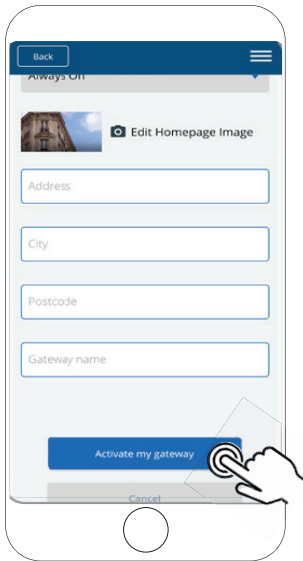 Back
Always On
Edit Homepage Image
Address
City
Postcode
Gateway name
Activate my gateway
Cancel